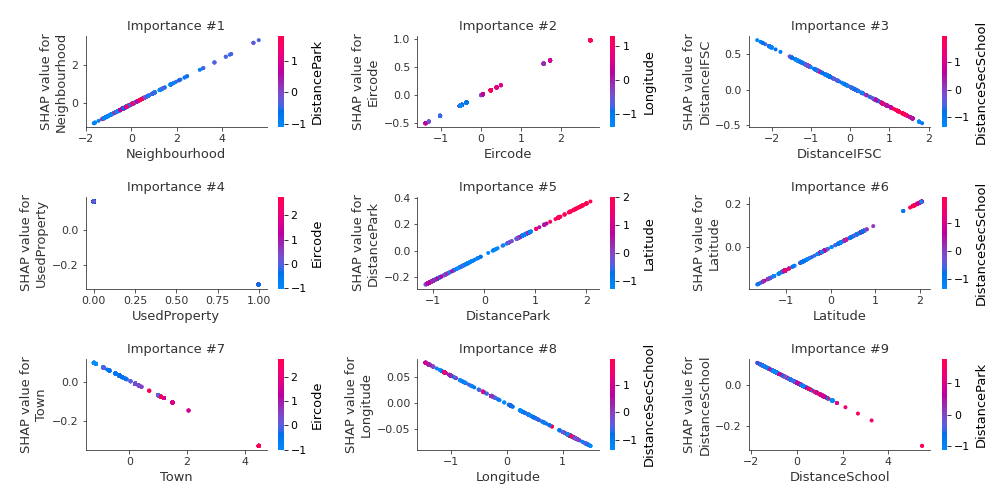 Importance #1
SHAP value for
Neighbourhood
2
0
−2
0
2
4
Neighbourhood
1
0
−1
DistancePark
Importance #2
SHAP value for
Eircode
1.0
0.5
0.0
−0.5
−1
0
1
2
Eircode
1
0
−1
Longitude
Importance #3
SHAP value for
DistanceIFSC
0.5
0.0
−0.5
−2
−1
0
1
2
DistanceIFSC
1
0
−1
DistanceSecSchool
Importance #4
SHAP value for
UsedProperty
0.0
−0.2
0.00
0.25
0.50
0.75
1.00
UsedProperty
2
1
0
−1
Eircode
Importance #5
SHAP value for
DistancePark
0.4
0.2
0.0
−0.2
−1
0
1
2
DistancePark
2
1
0
−1
Latitude
Importance #6
SHAP value for
Latitude
0.2
0.0
−1
0
1
2
Latitude
1
0
−1
DistanceSecSchool
Importance #7
SHAP value for
Town
0.0
−0.2
0
2
4
Town
2
1
0
−1
Eircode
Importance #8
SHAP value for
Longitude
0.05
0.00
−0.05
−1
0
1
Longitude
1
0
−1
DistanceSecSchool
Importance #9
SHAP value for
DistanceSchool
0.0
−0.2
−2
0
2
4
DistanceSchool
1
0
−1
DistancePark